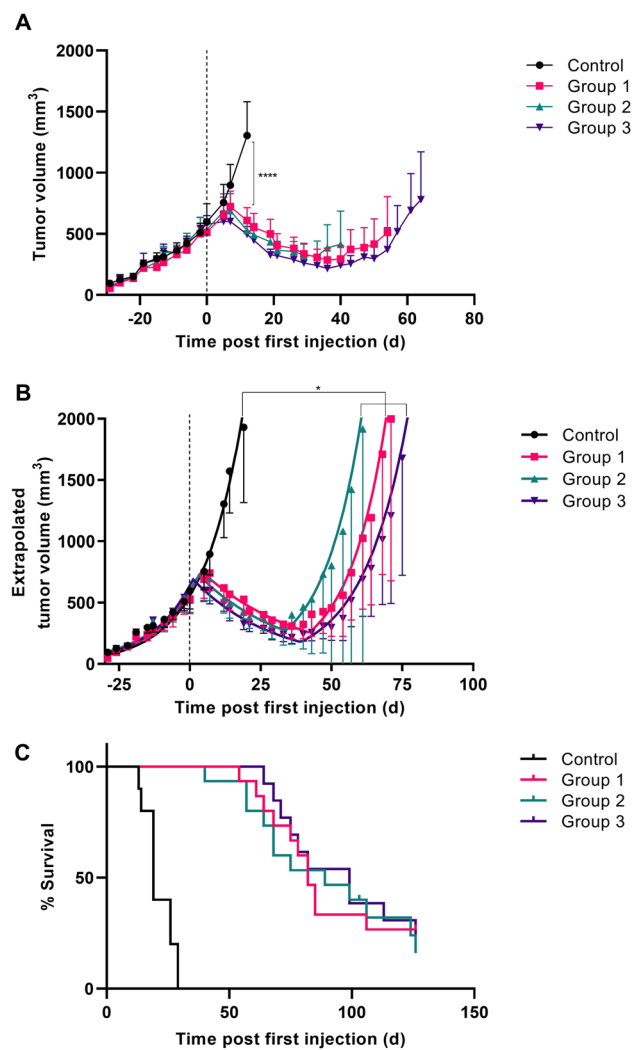 A
2000
1500
1000
500
0
Tumor volume (mm³)
****
-20
0
20
40
60
80
Time post first injection (d)
Control
Group 1
Group 2
Group 3
B
2000
1500
1000
500
0
Extrapolated
tumor volume (mm³)
*
-25
0
25
50
75
100
Time post first injection (d)
Control
Group 1
Group 2
Group 3
C
100
50
0
% Survival
0
50
100
150
Time post first injection (d)
Control
Group 1
Group 2
Group 3